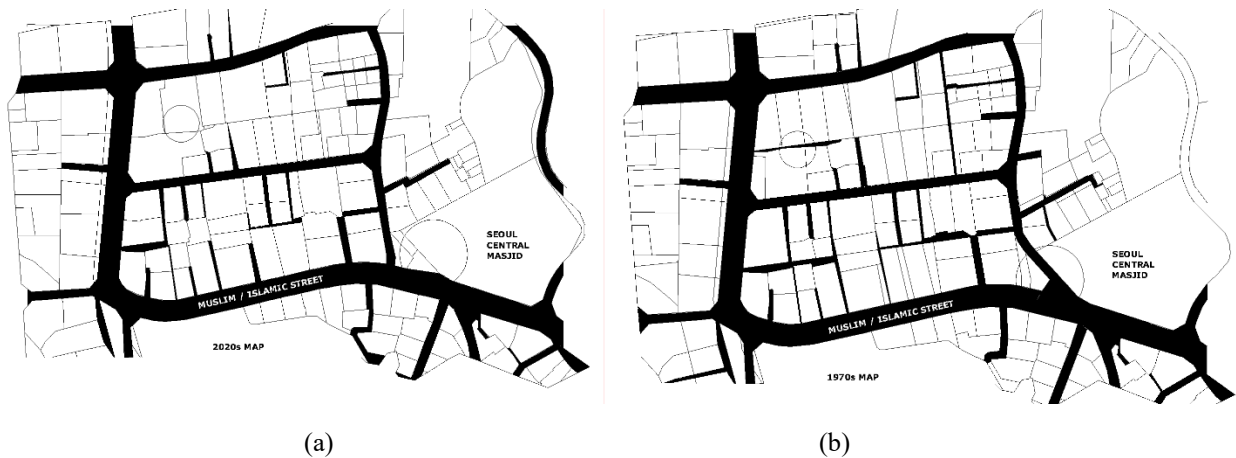 SEOUL
CENTRAL
MASJID
MUSLIM / ISLAMIC STREET
2020s MAP
(a)
SEOUL
CENTRAL
MASJID
MUSLIM / ISLAMIC STREET
1970s MAP
(b)